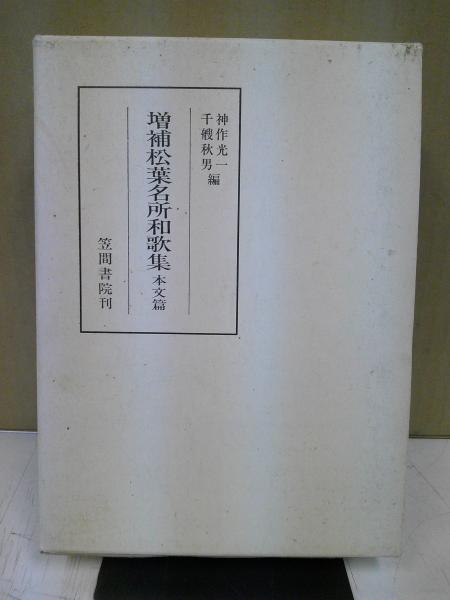 神作光一
千艘秋男 編
増補松葉名所和歌集 本文篇
笠間書院刊